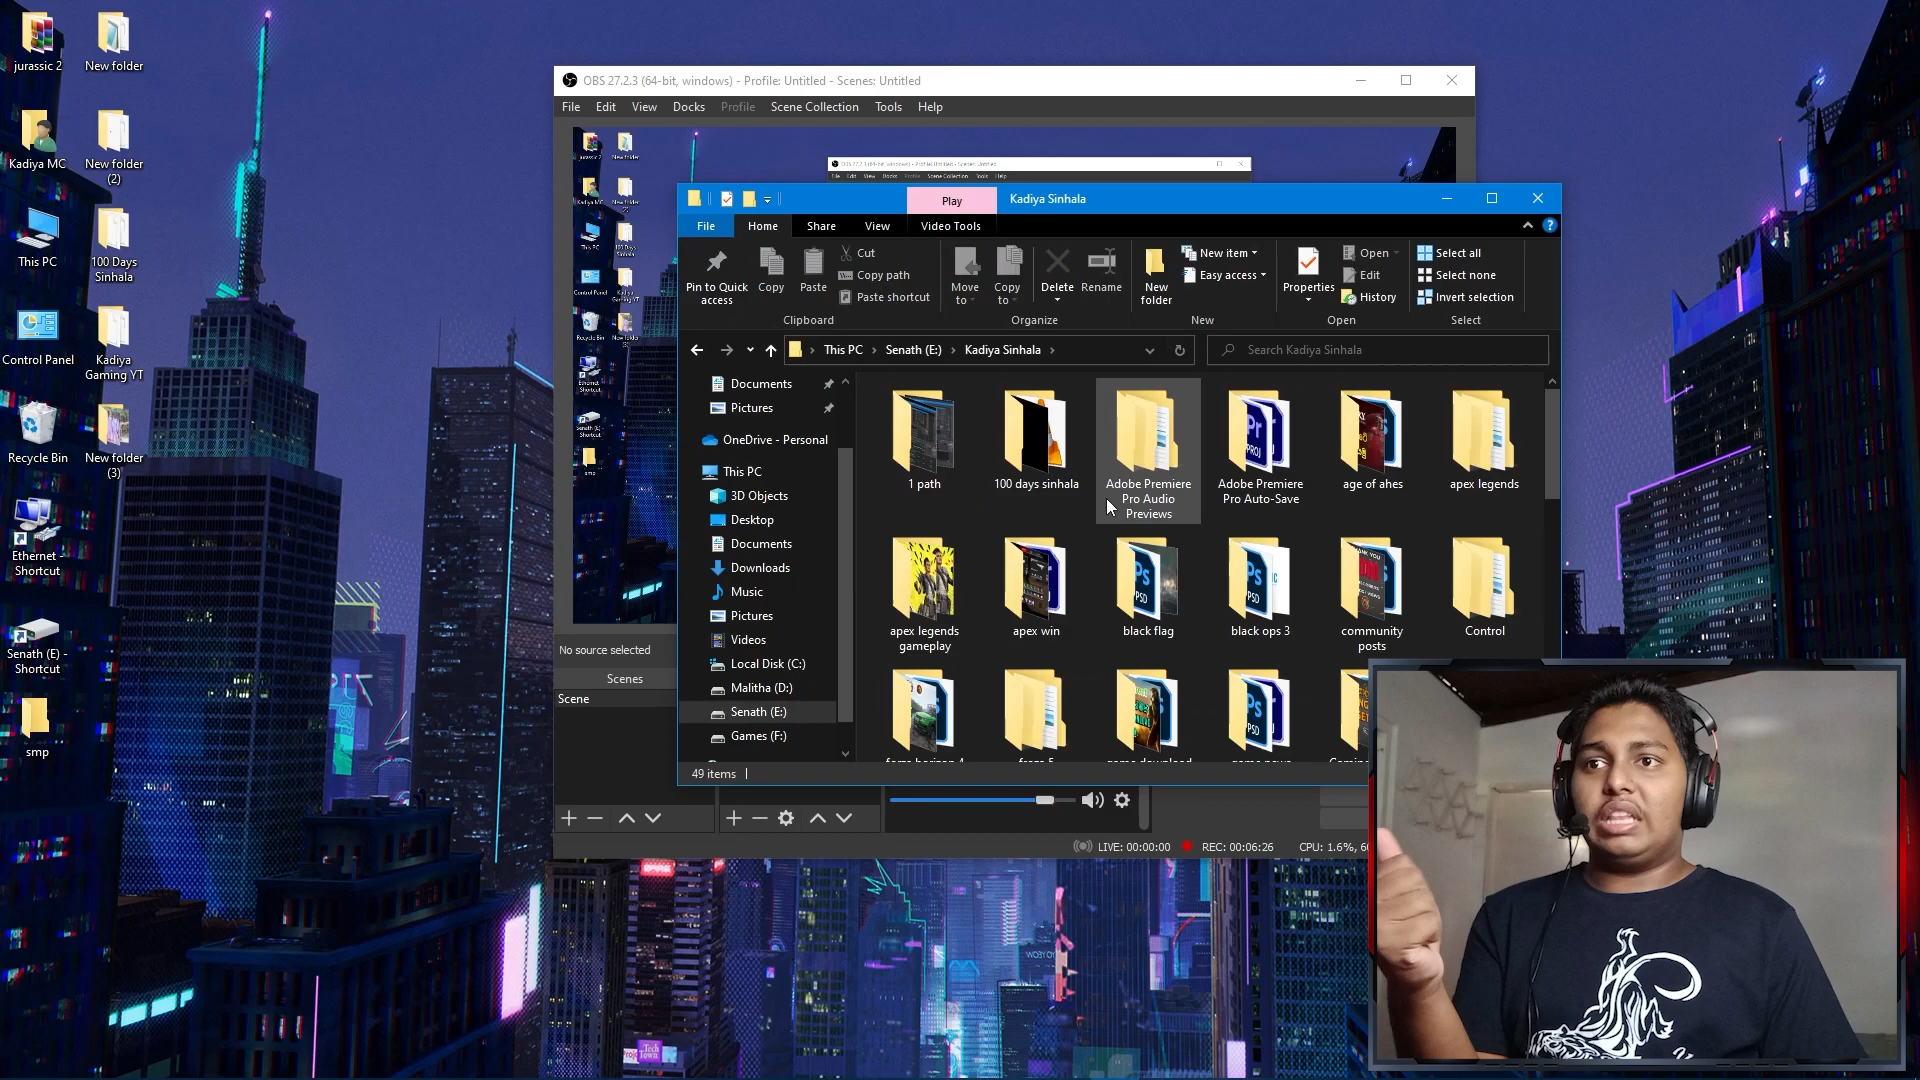 jurassic 2
New folder
Kadiya MC
New folder
(2)
This PC
100 Days
Sinhala
Control Panel
Kadiya
Gaming YT
Recycle Bin
New folder
(3)
Ethernet -
Shortcut
Senath (E) -
Shortcut
smp
OBS 27.2.3 (64-bit, windows) - Profile: Untitled - Scenes: Untitled
File Edit View Docks Profile Scene Collection Tools Help
Play Kadiya Sinhala
File Home Share View Video Tools
Pin to Quick
access
Copy
Paste
Cut
Copy path
Paste shortcut
Clipboard
Move
to
Copy
to
Delete
Rename
Organize
New
folder
New item
Easy access
New
Properties
Open
Edit
History
Open
Select all
Select none
Invert selection
Select
This PC Senath (E:) Kadiya Sinhala
Search Kadiya Sinhala
Documents
Pictures
OneDrive - Personal
This PC
3D Objects
Desktop
Documents
Downloads
Music
Pictures
Videos
Local Disk (C:)
Malitha (D:)
Senath (E:)
Games (F:)
1 path
100 days sinhala
Adobe Premiere
Pro Audio
Previews
Adobe Premiere
Pro Auto-Save
age of ahes
apex legends
apex legends
gameplay
apex win
black flag
black ops 3
community
posts
Control
49 items
No source selected
Scenes
Scene
LIVE: 00:00:00 REC: 00:06:26 CPU: 1.6%, 60
Tech
Town